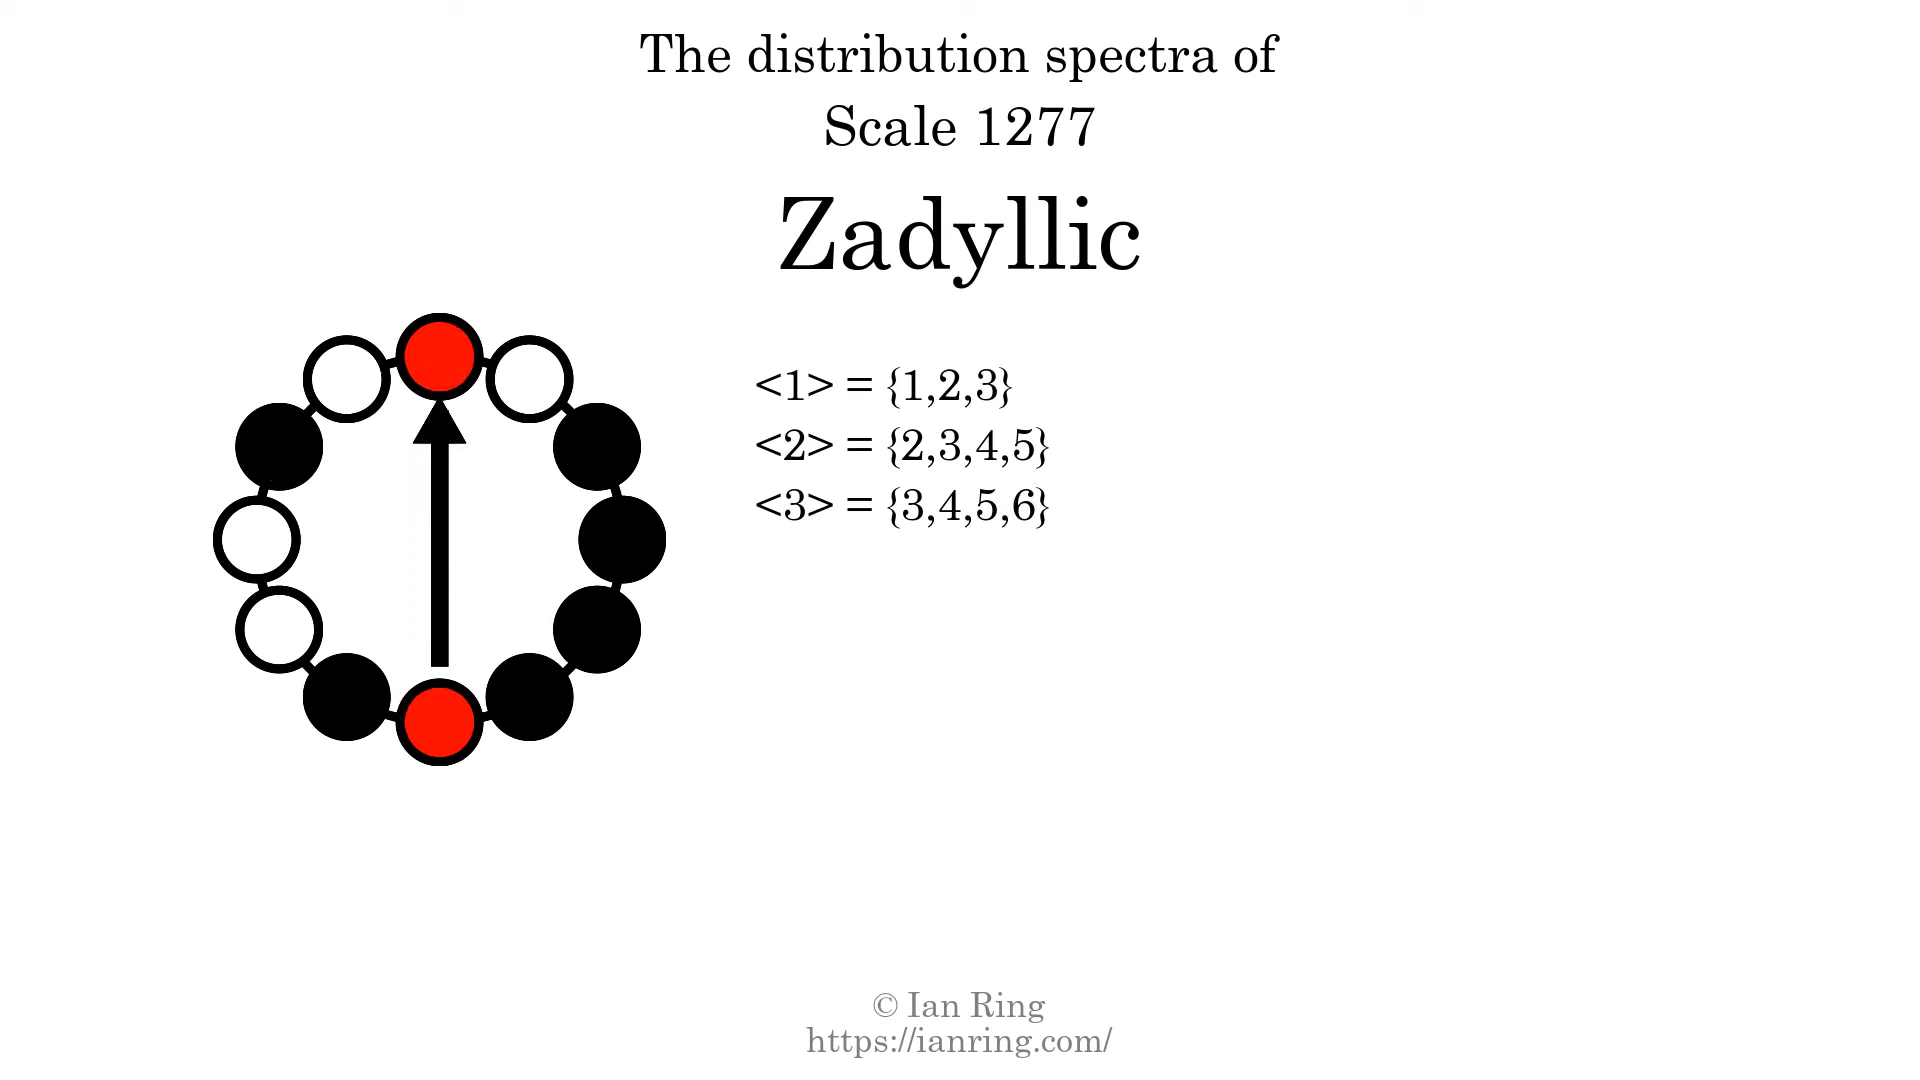 The distribution spectra of
Scale 1277
Zadyllic
<1> = {1,2,3}
<2> = {2,3,4,5}
<3> = {3,4,5,6}
© Ian Ring
https://ianring.com/